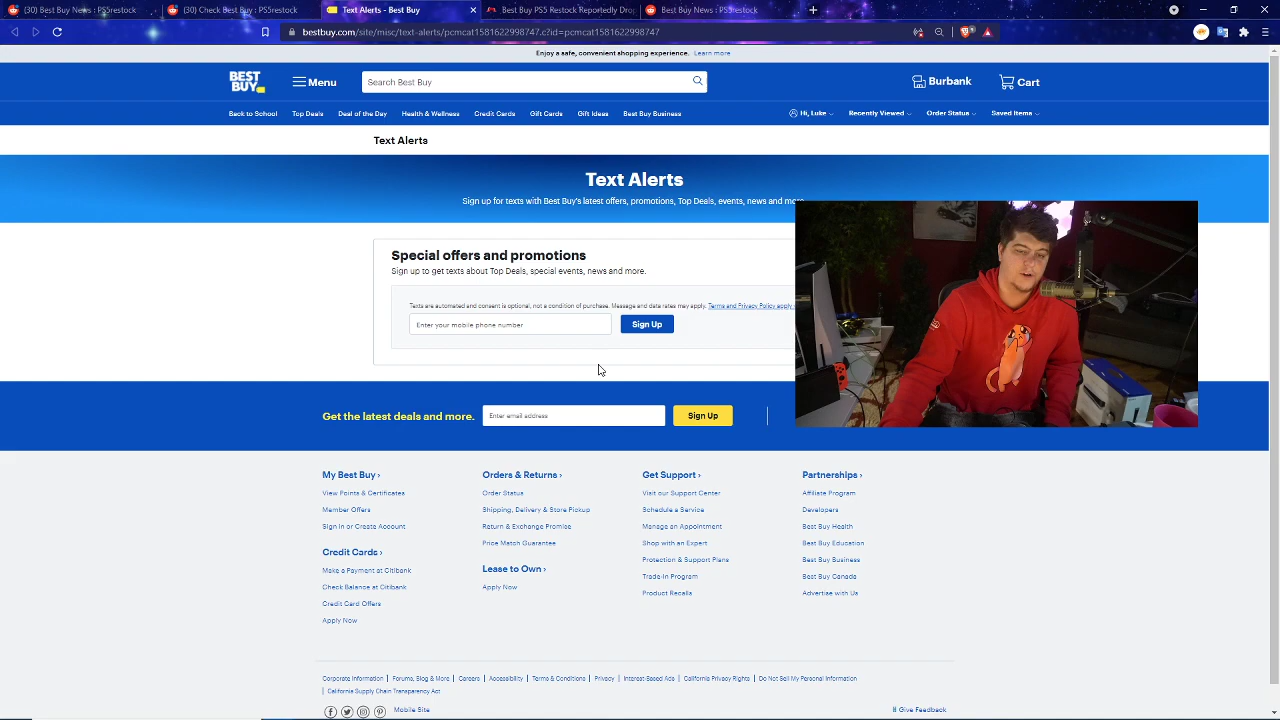 (30) Best Buy News : PS5restock
(30) Check Best Buy : PS5restock
Text Alerts - Best Buy
Best Buy PS5 Restock Reportedly Drop
Best Buy News : PS5restock
bestbuy.com/site/misc/text-alerts/pcmcat1581622998747.c?id=pcmcat1581622998747
Enjoy a safe, convenient shopping experience. Learn more
BEST BUY
Menu
Search Best Buy
Burbank
Cart
Back to School
Top Deals
Deal of the Day
Health & Wellness
Credit Cards
Gift Cards
Gift Ideas
Best Buy Business
Hi, Luke
Recently Viewed
Order Status
Saved Items
Text Alerts
Text Alerts
Sign up for texts with Best Buy's latest offers, promotions, Top Deals, events, news and more.
Special offers and promotions
Sign up to get texts about Top Deals, special events, news and more.
Texts are automated and consent is optional, not a condition of purchase. Message and data rates may apply. Terms and Privacy Policy apply
Enter your mobile phone number
Sign Up
Get the latest deals and more.
Enter email address
Sign Up
My Best Buy ›
View Points & Certificates
Member Offers
Sign in or Create Account
Credit Cards ›
Make a Payment at Citibank
Check Balance at Citibank
Credit Card Offers
Apply Now
Orders & Returns ›
Order Status
Shipping, Delivery & Store Pickup
Return & Exchange Promise
Price Match Guarantee
Lease to Own ›
Apply Now
Get Support ›
Visit our Support Center
Schedule a Service
Manage an Appointment
Shop with an Expert
Protection & Support Plans
Trade-In Program
Product Recalls
Partnerships ›
Affiliate Program
Developers
Best Buy Health
Best Buy Education
Best Buy Business
Best Buy Canada
Advertise with Us
Corporate Information
Forums, Blog & More
Careers
Accessibility
Terms & Conditions
Privacy
Interest-Based Ads
California Privacy Rights
Do Not Sell My Personal Information
California Supply Chain Transparency Act
Mobile Site
Give Feedback